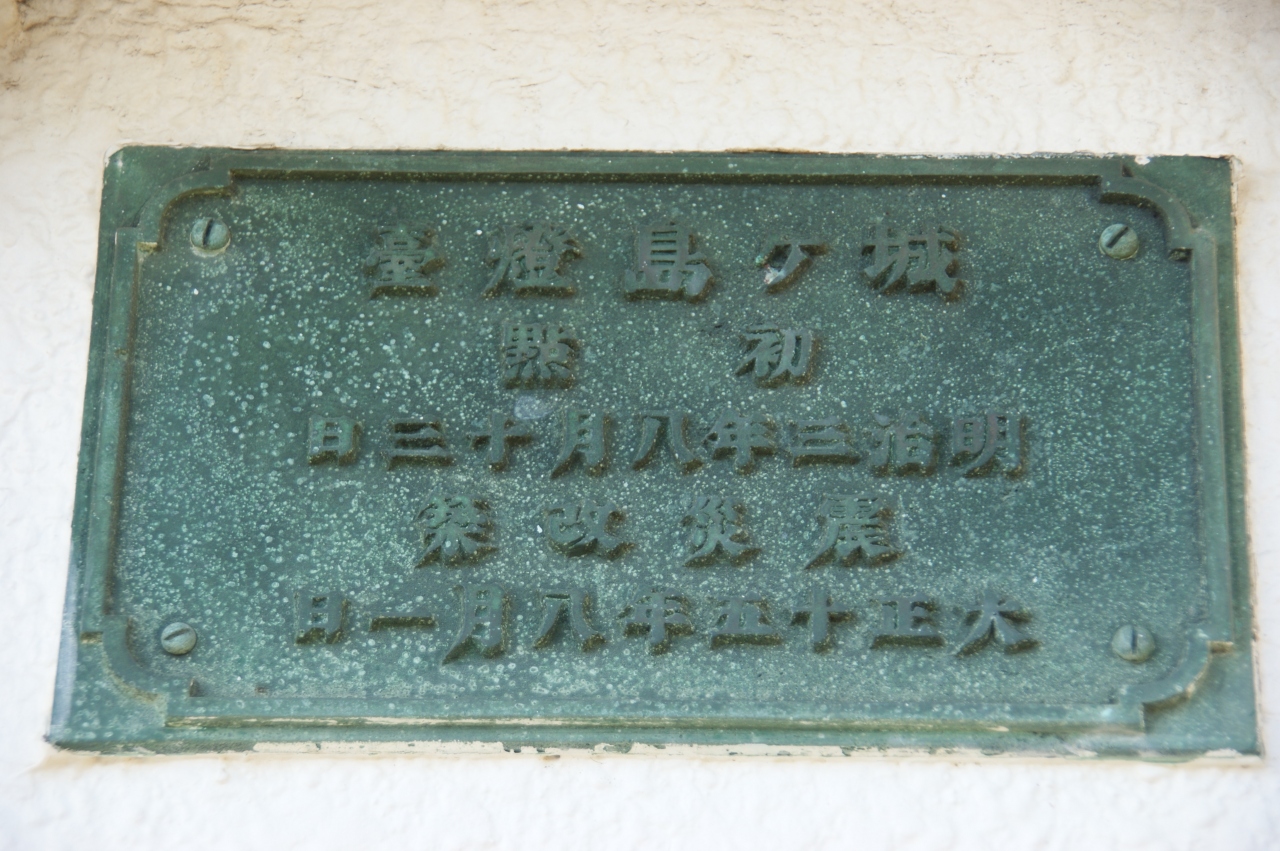 城ヶ島燈臺
初點
明治三年八月十三日
震災改築
大正十五年八月一日